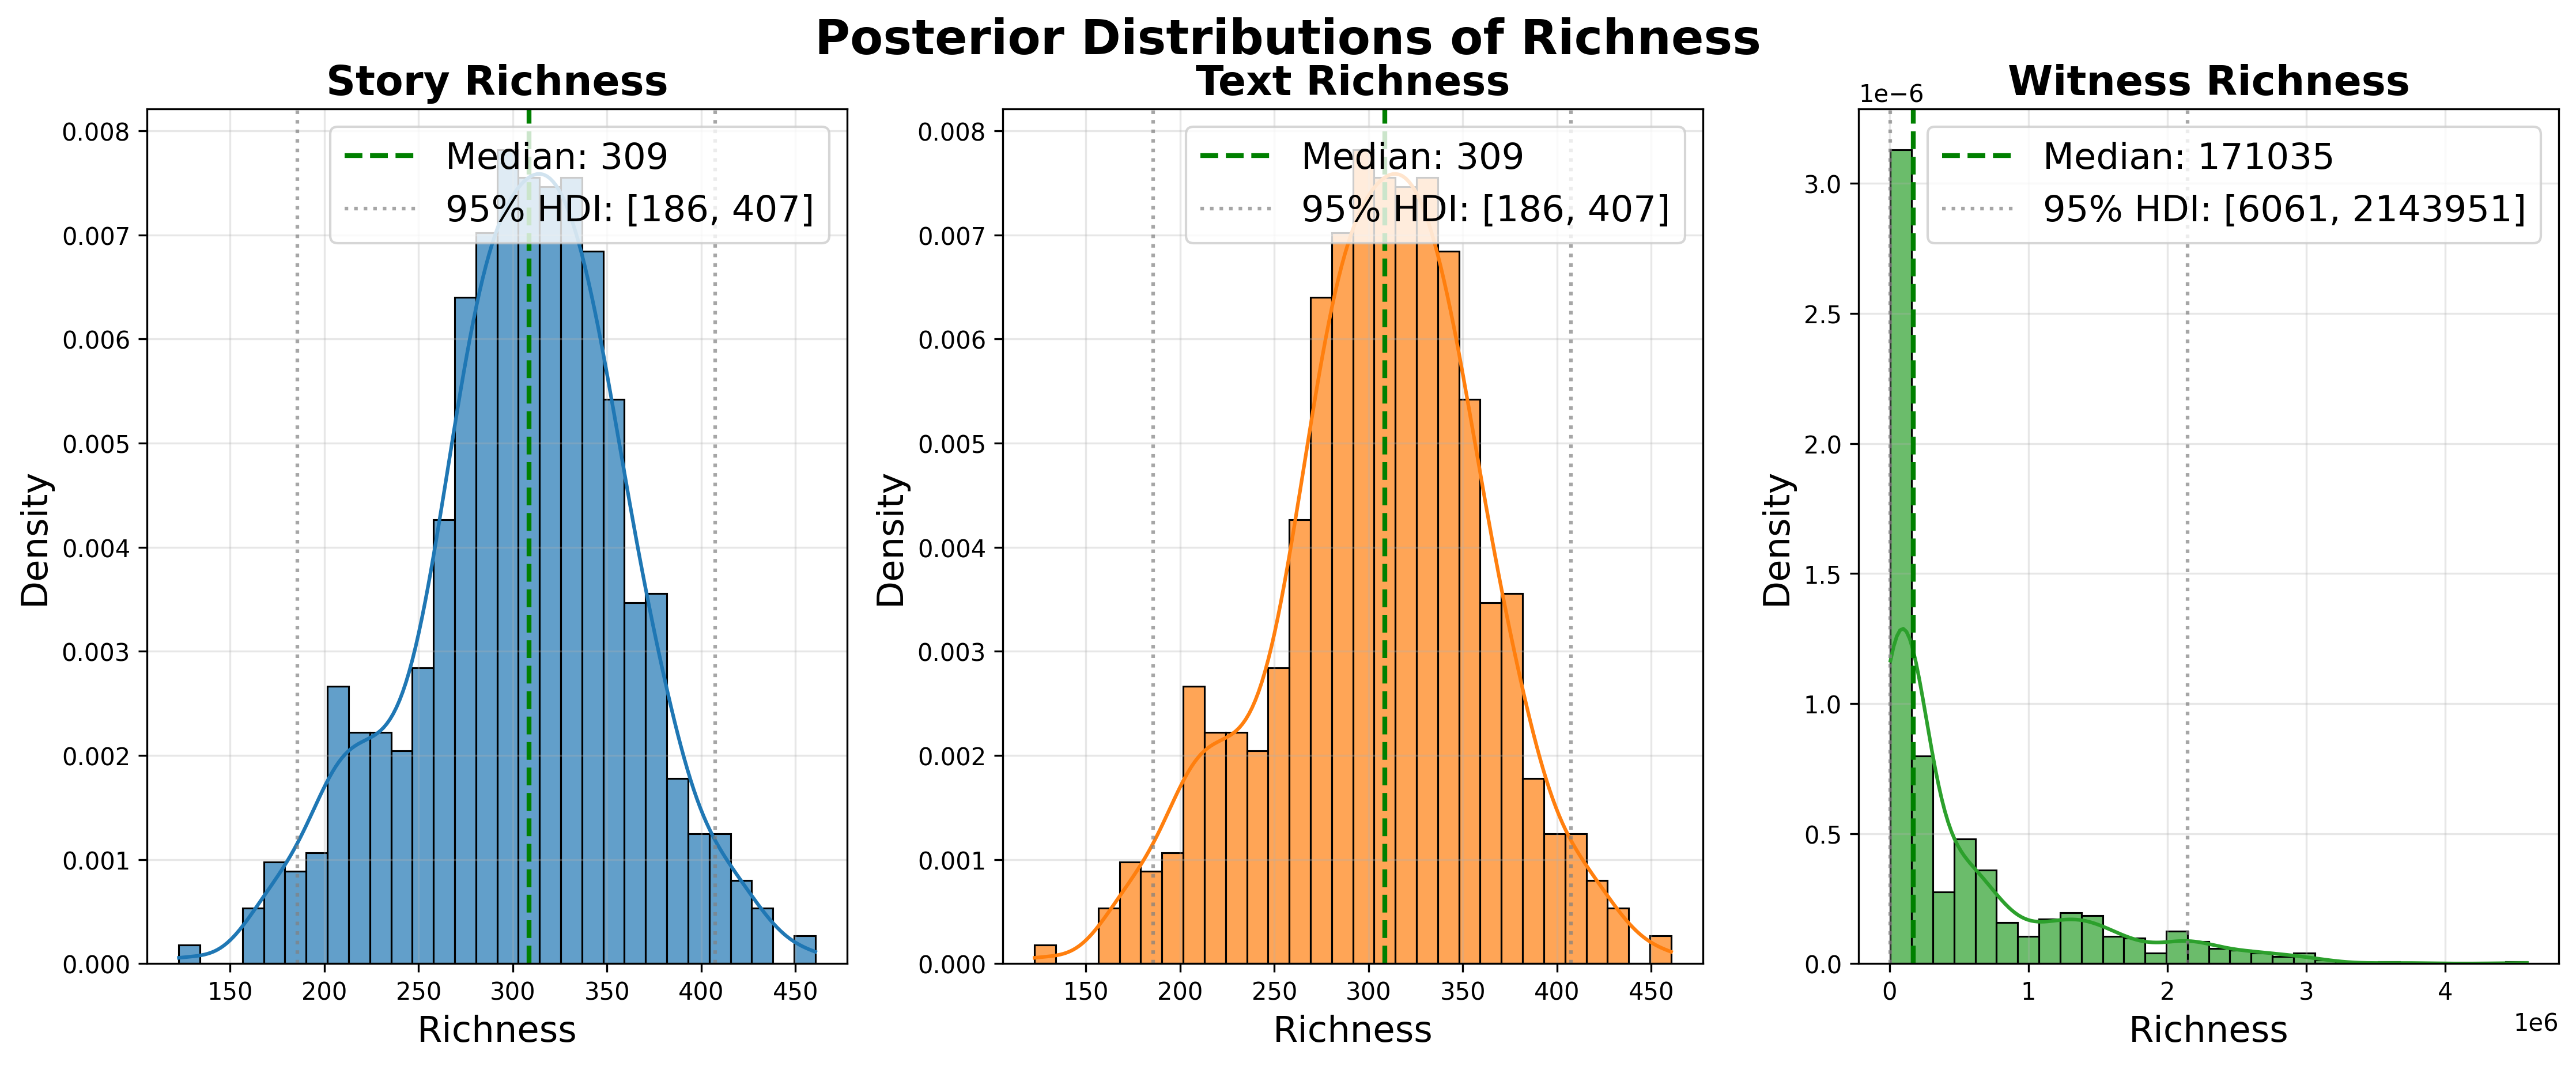 Posterior Distributions of Richness
Story Richness
Median: 309
95% HDI: [186, 407]
Density
0.008
0.007
0.006
0.005
0.004
0.003
0.002
0.001
0.000
150 200 250 300 350 400 450
Richness
Text Richness
Median: 309
95% HDI: [186, 407]
Density
0.008
0.007
0.006
0.005
0.004
0.003
0.002
0.001
0.000
150 200 250 300 350 400 450
Richness
Witness Richness
1e−6
Median: 171035
95% HDI: [6061, 2143951]
Density
3.0
2.5
2.0
1.5
1.0
0.5
0.0
0 1 2 3 4
1e6
Richness